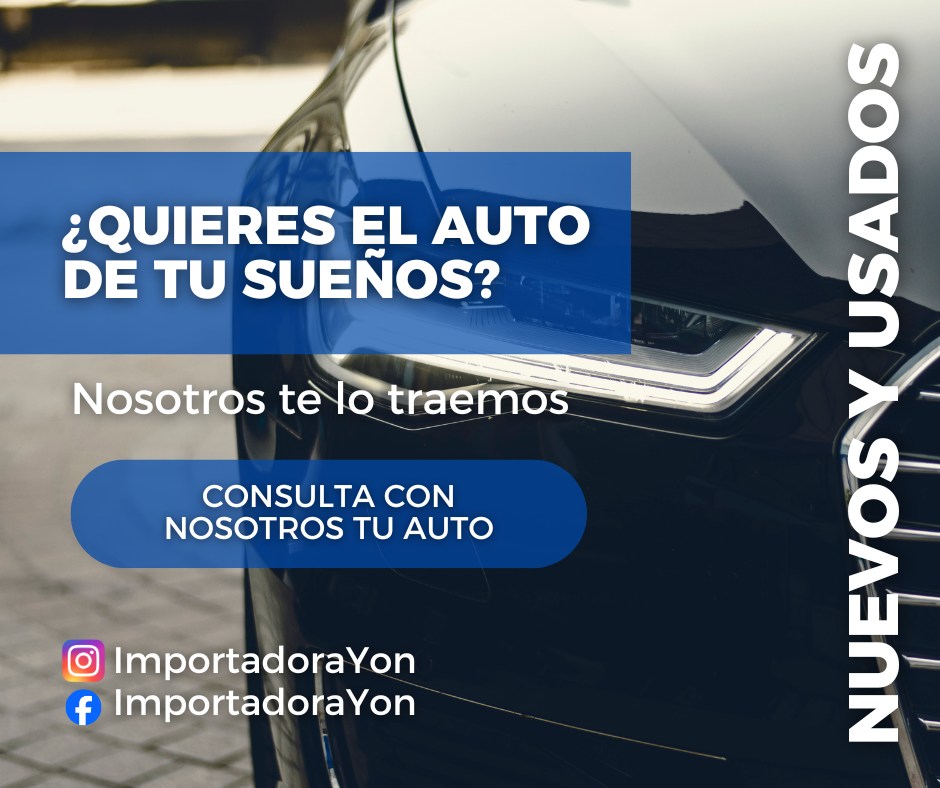 ¿QUIERES EL AUTO
DE TU SUEÑOS?
Nosotros te lo traemos
CONSULTA CON
NOSOTROS TU AUTO
ImportadoraYon
ImportadoraYon
NUEVOS Y USADOS